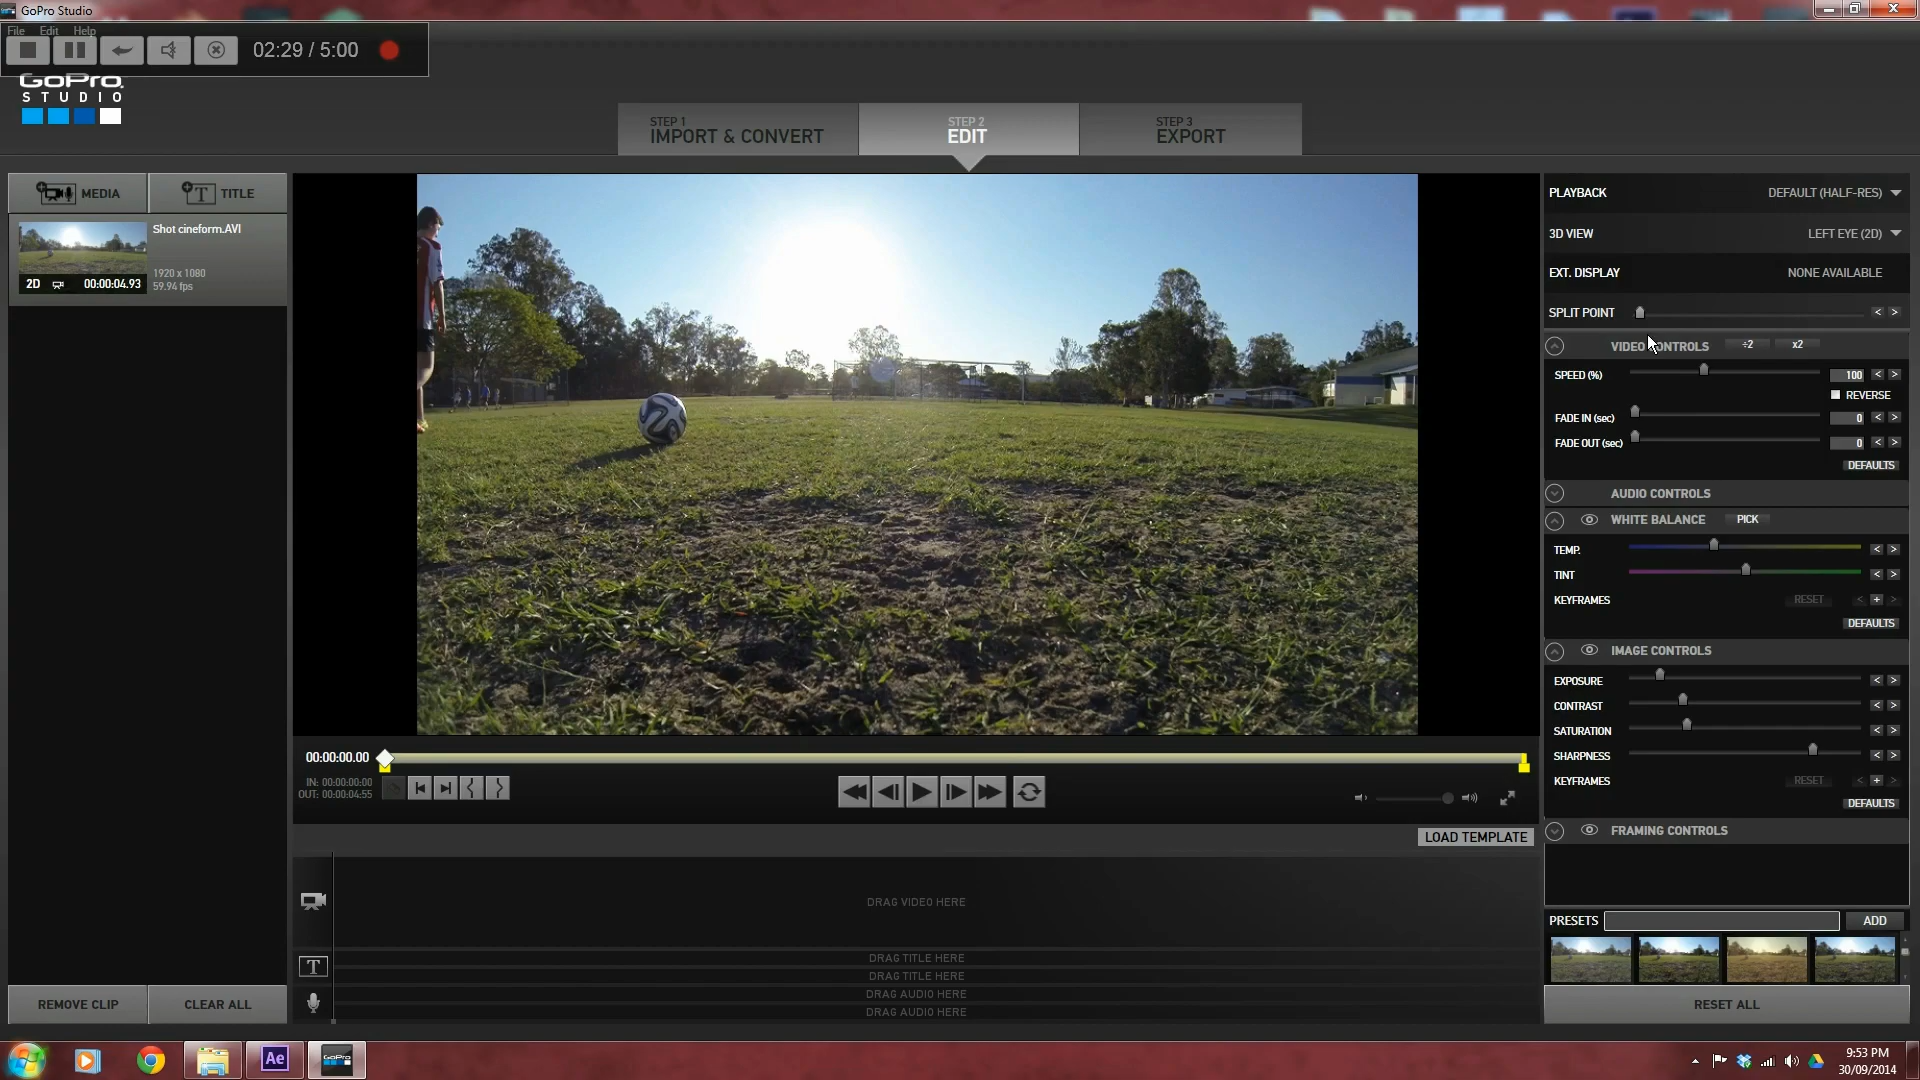 GoPro Studio
File Edit Help
02:29 / 5:00
GoPro
STUDIO
STEP 1
IMPORT & CONVERT
STEP 2
EDIT
STEP 3
EXPORT
MEDIA
T TITLE
Shot cineform.AVI
1920 x 1080
59.94 fps
2D 00:00:04.93
PLAYBACK DEFAULT (HALF-RES)
3D VIEW LEFT EYE (2D)
EXT. DISPLAY NONE AVAILABLE
SPLIT POINT < >
VIDEO CONTROLS ÷2 x2
SPEED (%) 100 < >
REVERSE
FADE IN (sec) 0 < >
FADE OUT (sec) 0 < >
DEFAULTS
AUDIO CONTROLS
WHITE BALANCE PICK
TEMP. < >
TINT < >
KEYFRAMES RESET < + >
DEFAULTS
IMAGE CONTROLS
EXPOSURE < >
CONTRAST < >
SATURATION < >
SHARPNESS < >
KEYFRAMES RESET < + >
DEFAULTS
FRAMING CONTROLS
PRESETS ADD
RESET ALL
00:00:00.00
IN: 00:00:00:00
OUT: 00:00:04:55
LOAD TEMPLATE
DRAG VIDEO HERE
T
DRAG TITLE HERE
DRAG TITLE HERE
DRAG AUDIO HERE
DRAG AUDIO HERE
REMOVE CLIP CLEAR ALL
Ae
GoPro
9:53 PM
30/09/2014